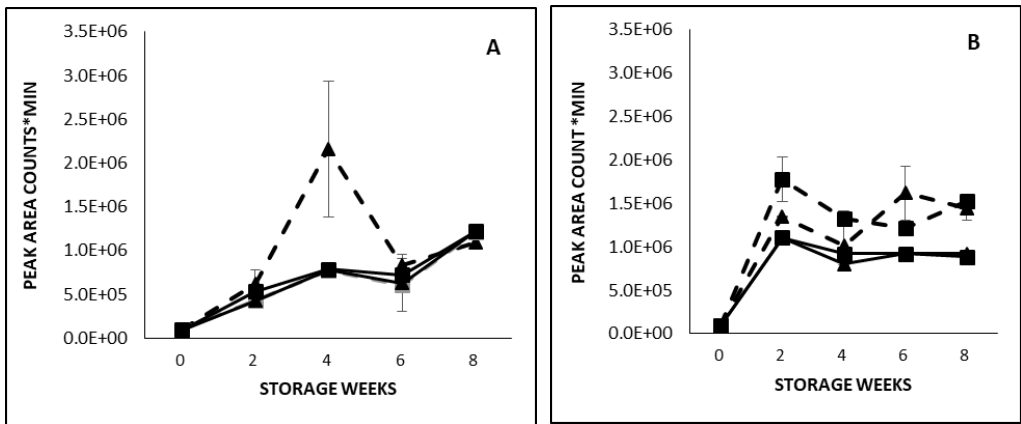 A
PEAK AREA COUNTS*MIN
3.5E+06
3.0E+06
2.5E+06
2.0E+06
1.5E+06
1.0E+06
5.0E+05
0.0E+00
0 2 4 6 8
STORAGE WEEKS
B
PEAK AREA COUNT *MIN
3.5E+06
3.0E+06
2.5E+06
2.0E+06
1.5E+06
1.0E+06
5.0E+05
0.0E+00
0 2 4 6 8
STORAGE WEEKS